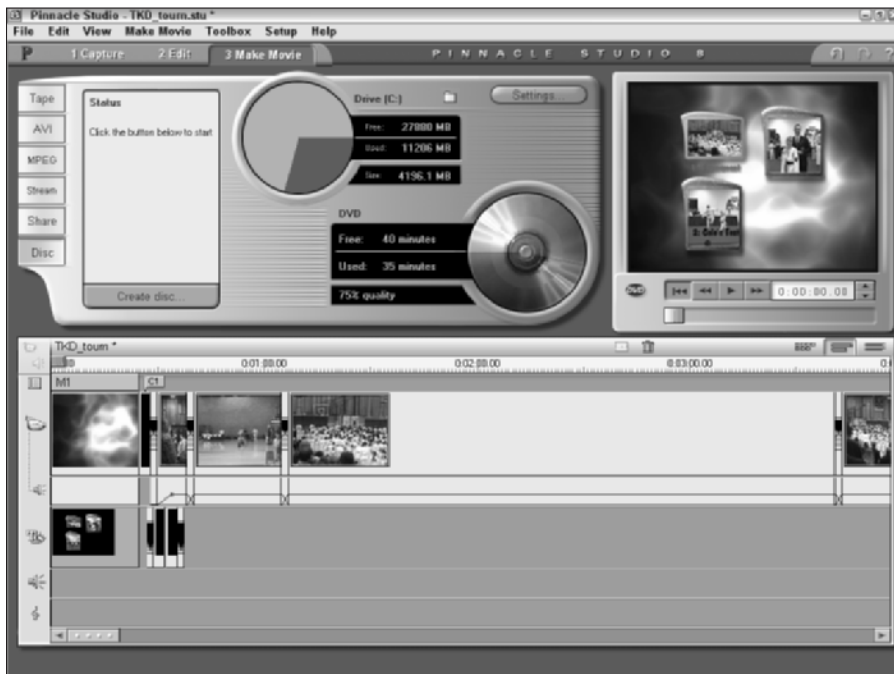 Pinnacle Studio - TKD_tourn.stu *
File Edit View Make Movie Toolbox Setup Help
1 Capture 2 Edit 3 Make Movie PINNACLE STUDIO 8
Tape
AVI
MPEG
Stream
Share
Disc
Status
Click the button below to start
Create disc...
Drive (C:)
Settings...
Free: 27880 MB
Used: 11206 MB
Size: 4196.1 MB
DVD
Free: 40 minutes
Used: 35 minutes
75% quality
DVD
0:00:00.08
TKD_tourn *
0:01:00.00 0:02:00.00 0:03:00.00
M1 C1